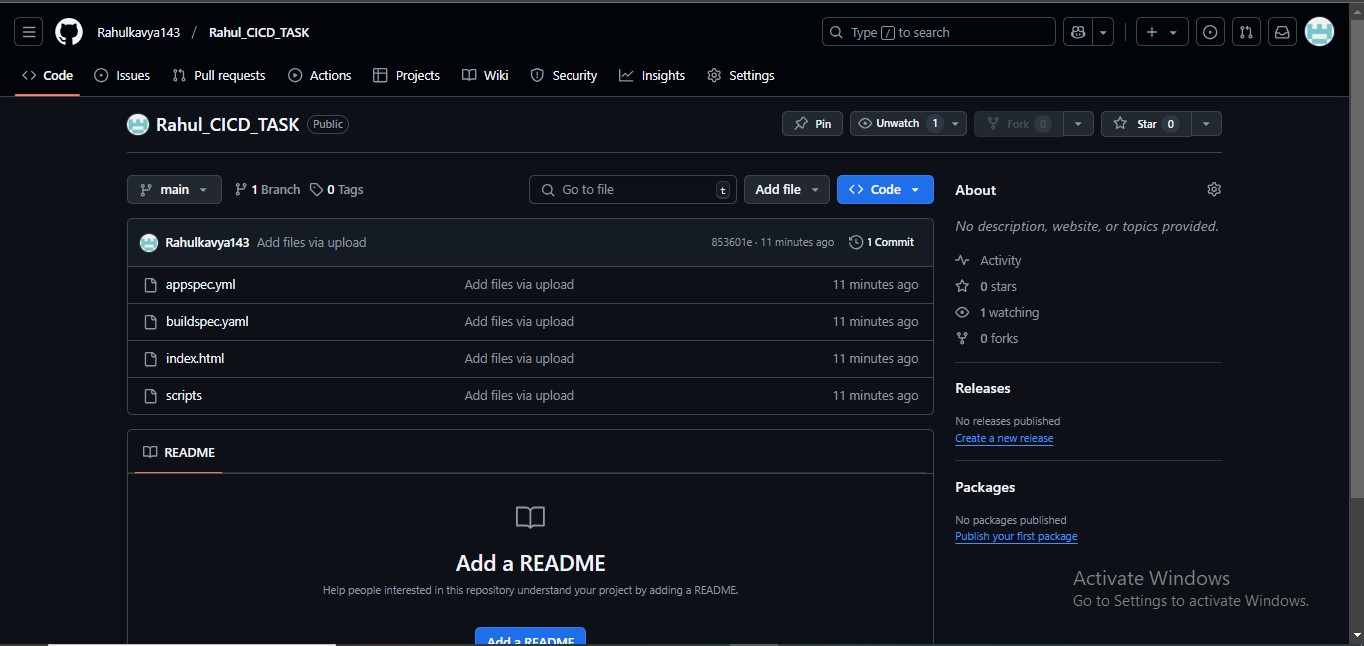 Rahulkavya143 / Rahul_CICD_TASK
Type / to search
Code Issues Pull requests Actions Projects Wiki Security Insights Settings
Rahul_CICD_TASK Public
Pin Unwatch 1 Fork 0 Star 0
main 1 Branch 0 Tags
Go to file t Add file Code
Rahulkavya143 Add files via upload 853601e · 11 minutes ago 1 Commit
appspec.yml Add files via upload 11 minutes ago
buildspec.yaml Add files via upload 11 minutes ago
index.html Add files via upload 11 minutes ago
scripts Add files via upload 11 minutes ago
README
Add a README
Help people interested in this repository understand your project by adding a README.
Add a README
About
No description, website, or topics provided.
Activity
0 stars
1 watching
0 forks
Releases
No releases published
Create a new release
Packages
No packages published
Publish your first package
Activate Windows
Go to Settings to activate Windows.